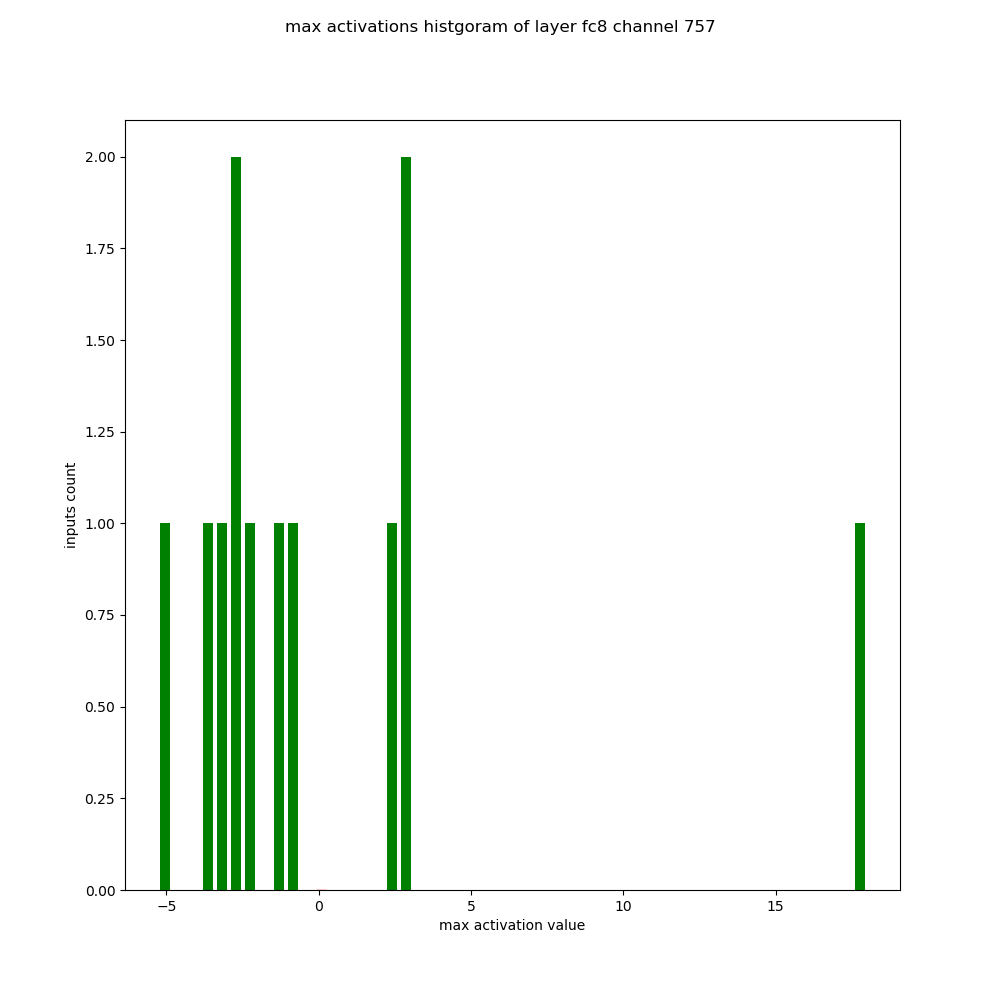 max activations histgoram of layer fc8 channel 757
2.00
1.75
1.50
1.25
1.00
0.75
0.50
0.25
0.00
inputs count
−5 0 5 10 15
max activation value